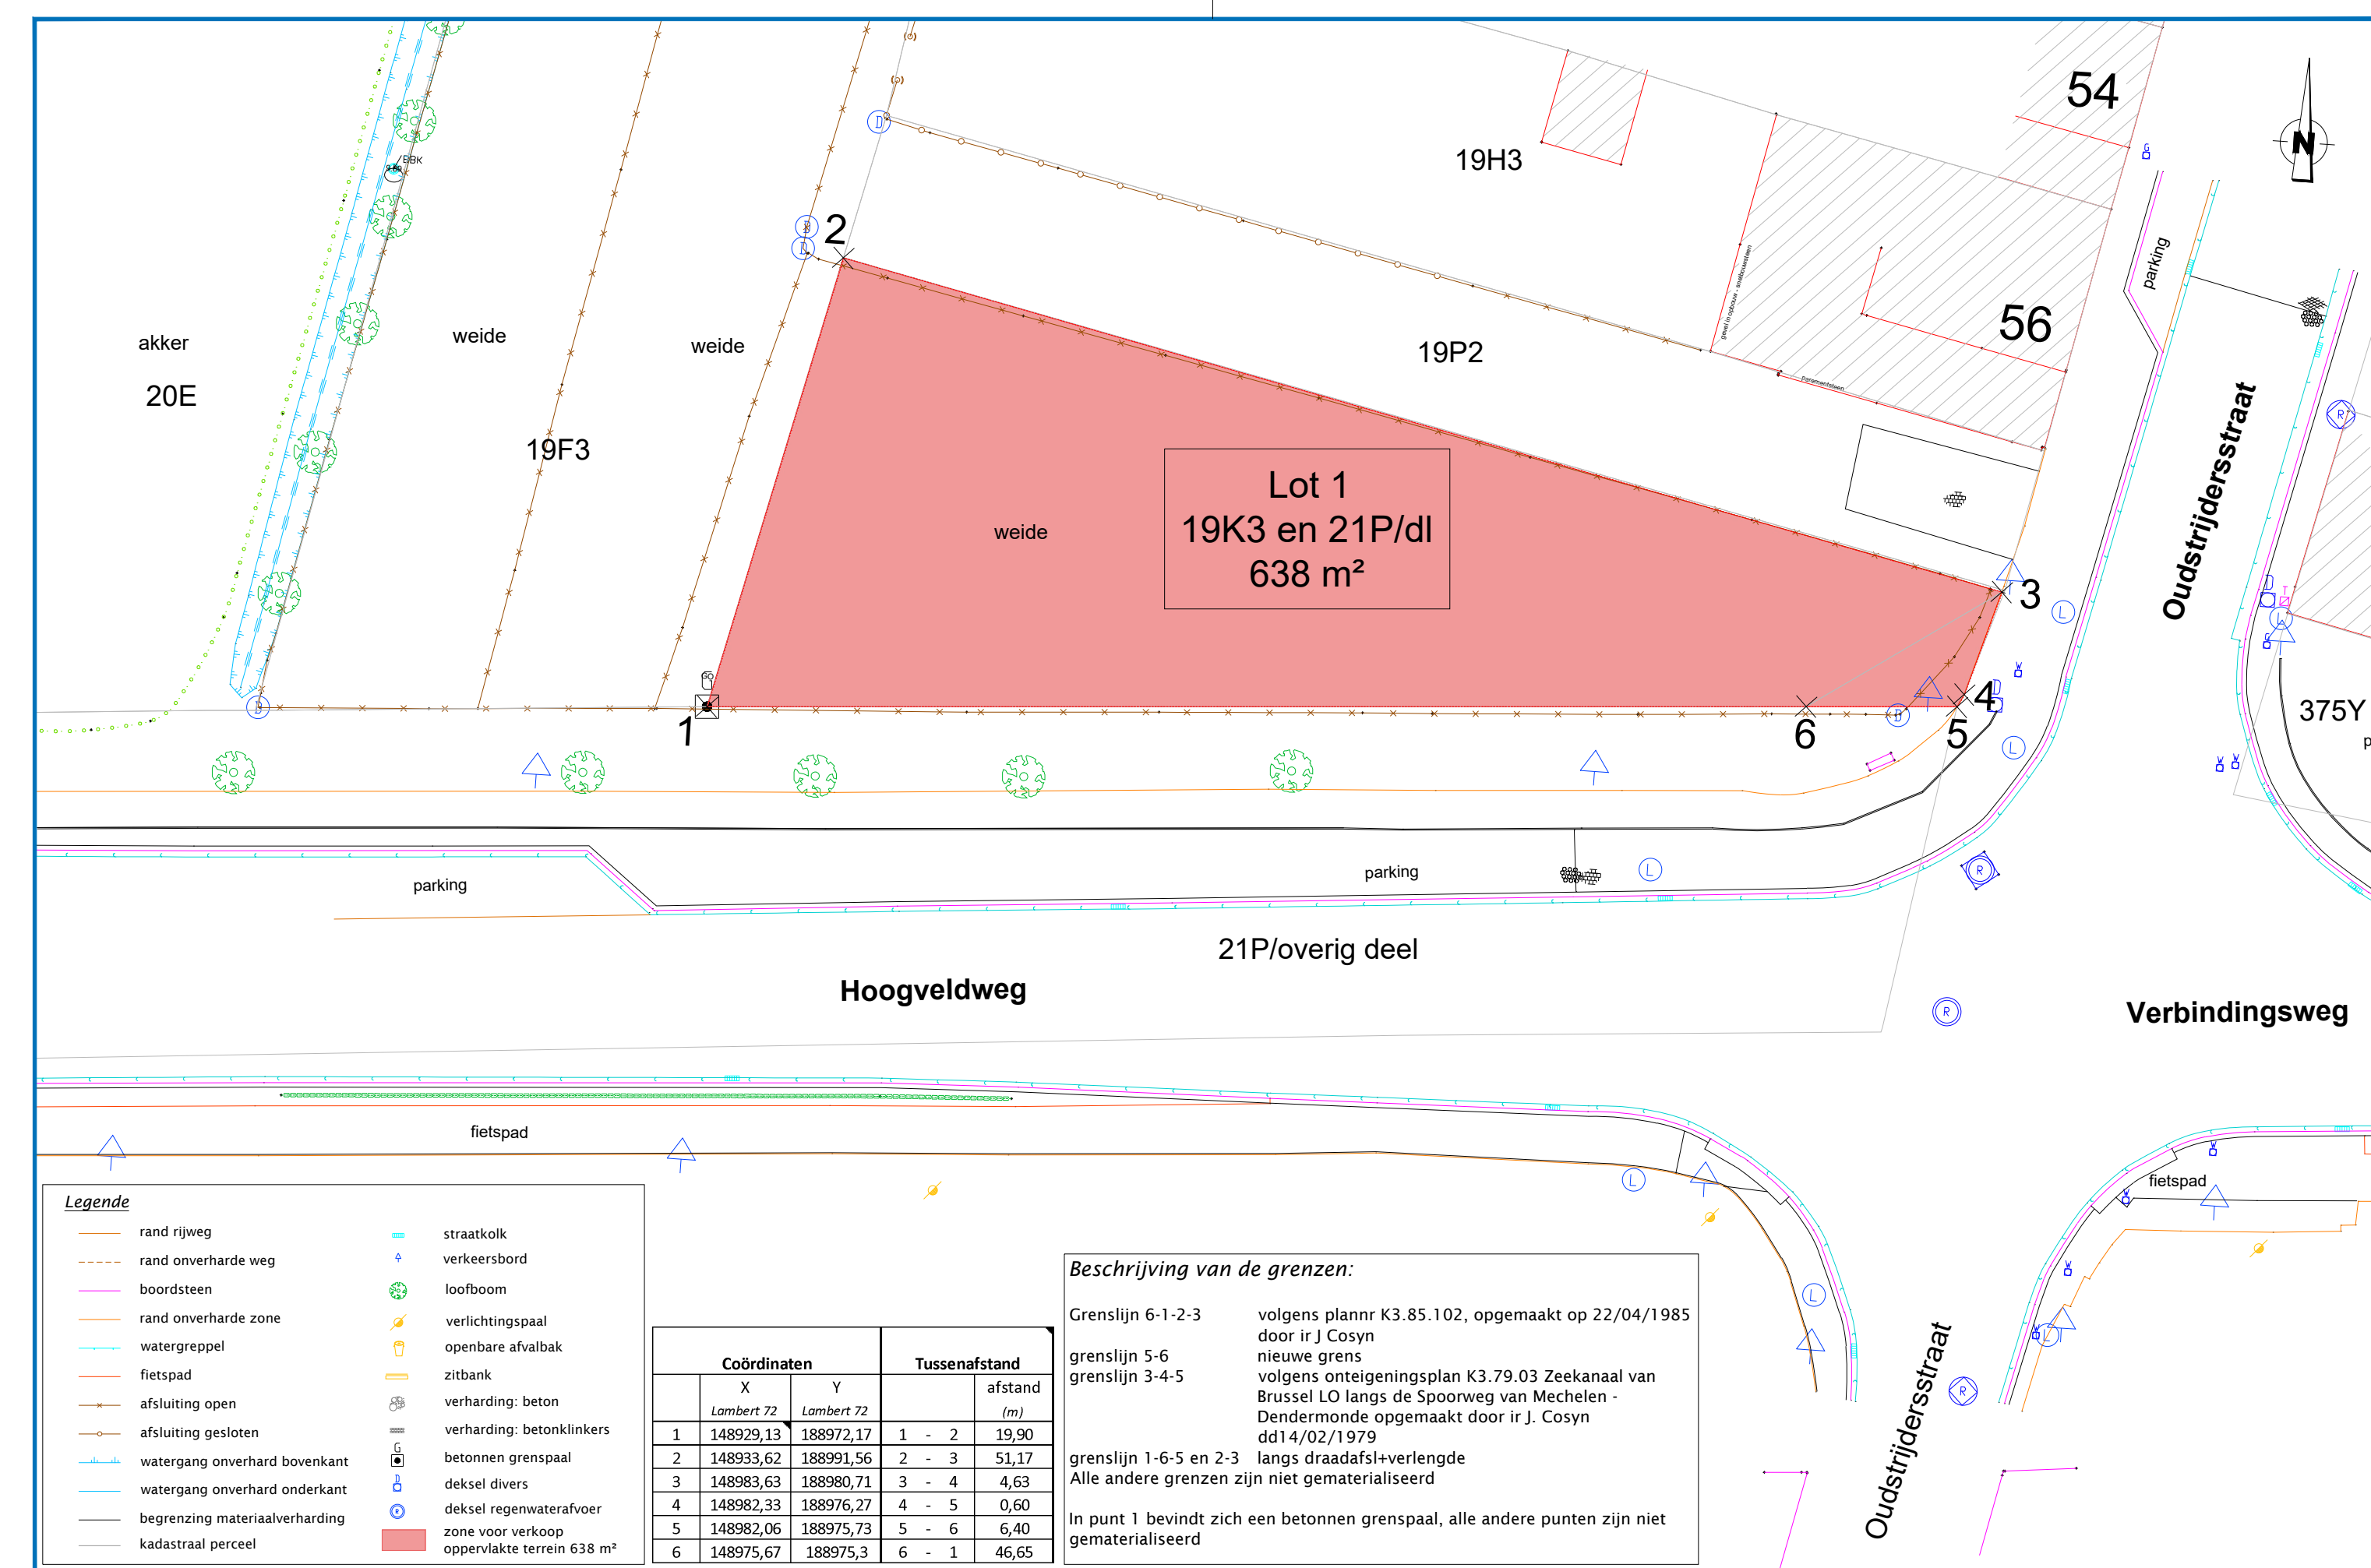 54
19H3
N
EBK
2
parking
akker
weide
weide
gevel in opbouw - snelbouwsteen
56
19P2
parementsteen
20E
19F3
Oudstrijdersstraat
Lot 1
19K3 en 21P/dl
638 m²
weide
3
GO
1
4
6
5
375Y
p
parking
parking
21P/overig deel
Hoogveldweg
Verbindingsweg
fietspad
fietspad
Oudstrijdersstraat
Legende
rand rijweg
rand onverharde weg
boordsteen
rand onverharde zone
watergreppel
fietspad
afsluiting open
afsluiting gesloten
watergang onverhard bovenkant
watergang onverhard onderkant
begrenzing materiaalverharding
kadastraal perceel
straatkolk
verkeersbord
loofboom
verlichtingspaal
openbare afvalbak
zitbank
verharding: beton
verharding: betonklinkers
G betonnen grenspaal
D deksel divers
R deksel regenwaterafvoer
zone voor verkoop
oppervlakte terrein 638 m²
Coördinaten Tussenafstand
X Y afstand
Lambert 72 Lambert 72 (m)
1 148929,13 188972,17 1 - 2 19,90
2 148933,62 188991,56 2 - 3 51,17
3 148983,63 188980,71 3 - 4 4,63
4 148982,33 188976,27 4 - 5 0,60
5 148982,06 188975,73 5 - 6 6,40
6 148975,67 188975,3 6 - 1 46,65
Beschrijving van de grenzen:
Grenslijn 6-1-2-3 volgens plannr K3.85.102, opgemaakt op 22/04/1985
door ir J Cosyn
grenslijn 5-6 nieuwe grens
grenslijn 3-4-5 volgens onteigeningsplan K3.79.03 Zeekanaal van
Brussel LO langs de Spoorweg van Mechelen -
Dendermonde opgemaakt door ir J. Cosyn
dd14/02/1979
grenslijn 1-6-5 en 2-3 langs draadafsl+verlengde
Alle andere grenzen zijn niet gematerialiseerd
In punt 1 bevindt zich een betonnen grenspaal, alle andere punten zijn niet
gematerialiseerd